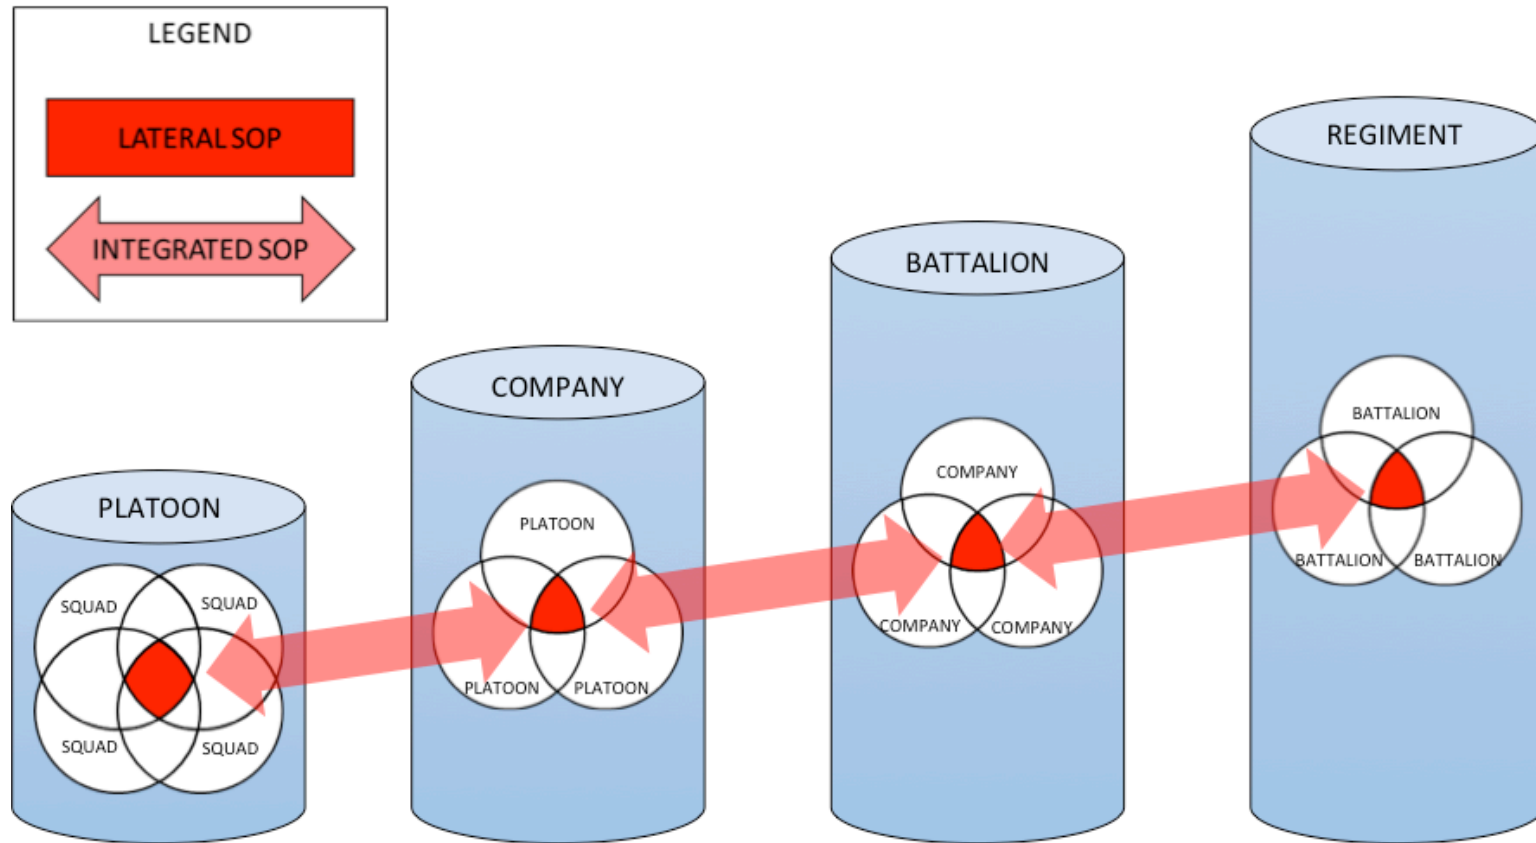 LEGEND
LATERAL SOP
INTEGRATED SOP
PLATOON
SQUAD
SQUAD
SQUAD
SQUAD
COMPANY
PLATOON
PLATOON
PLATOON
BATTALION
COMPANY
COMPANY
COMPANY
REGIMENT
BATTALION
BATTALION
BATTALION